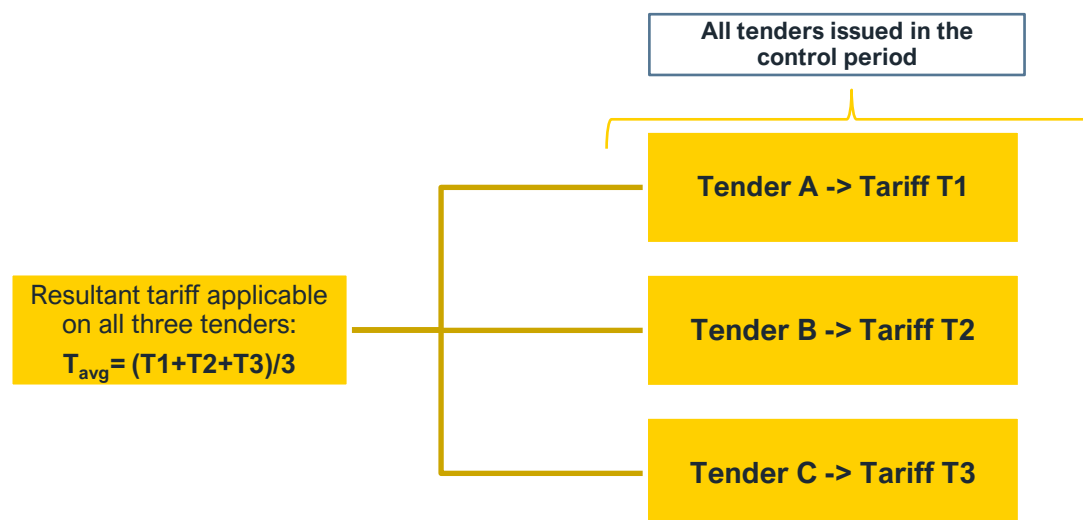 All tenders issued in the
control period
Tender A -> Tariff T1
Resultant tariff applicable
on all three tenders:
Tavg= (T1+T2+T3)/3
Tender B -> Tariff T2
Tender C -> Tariff T3